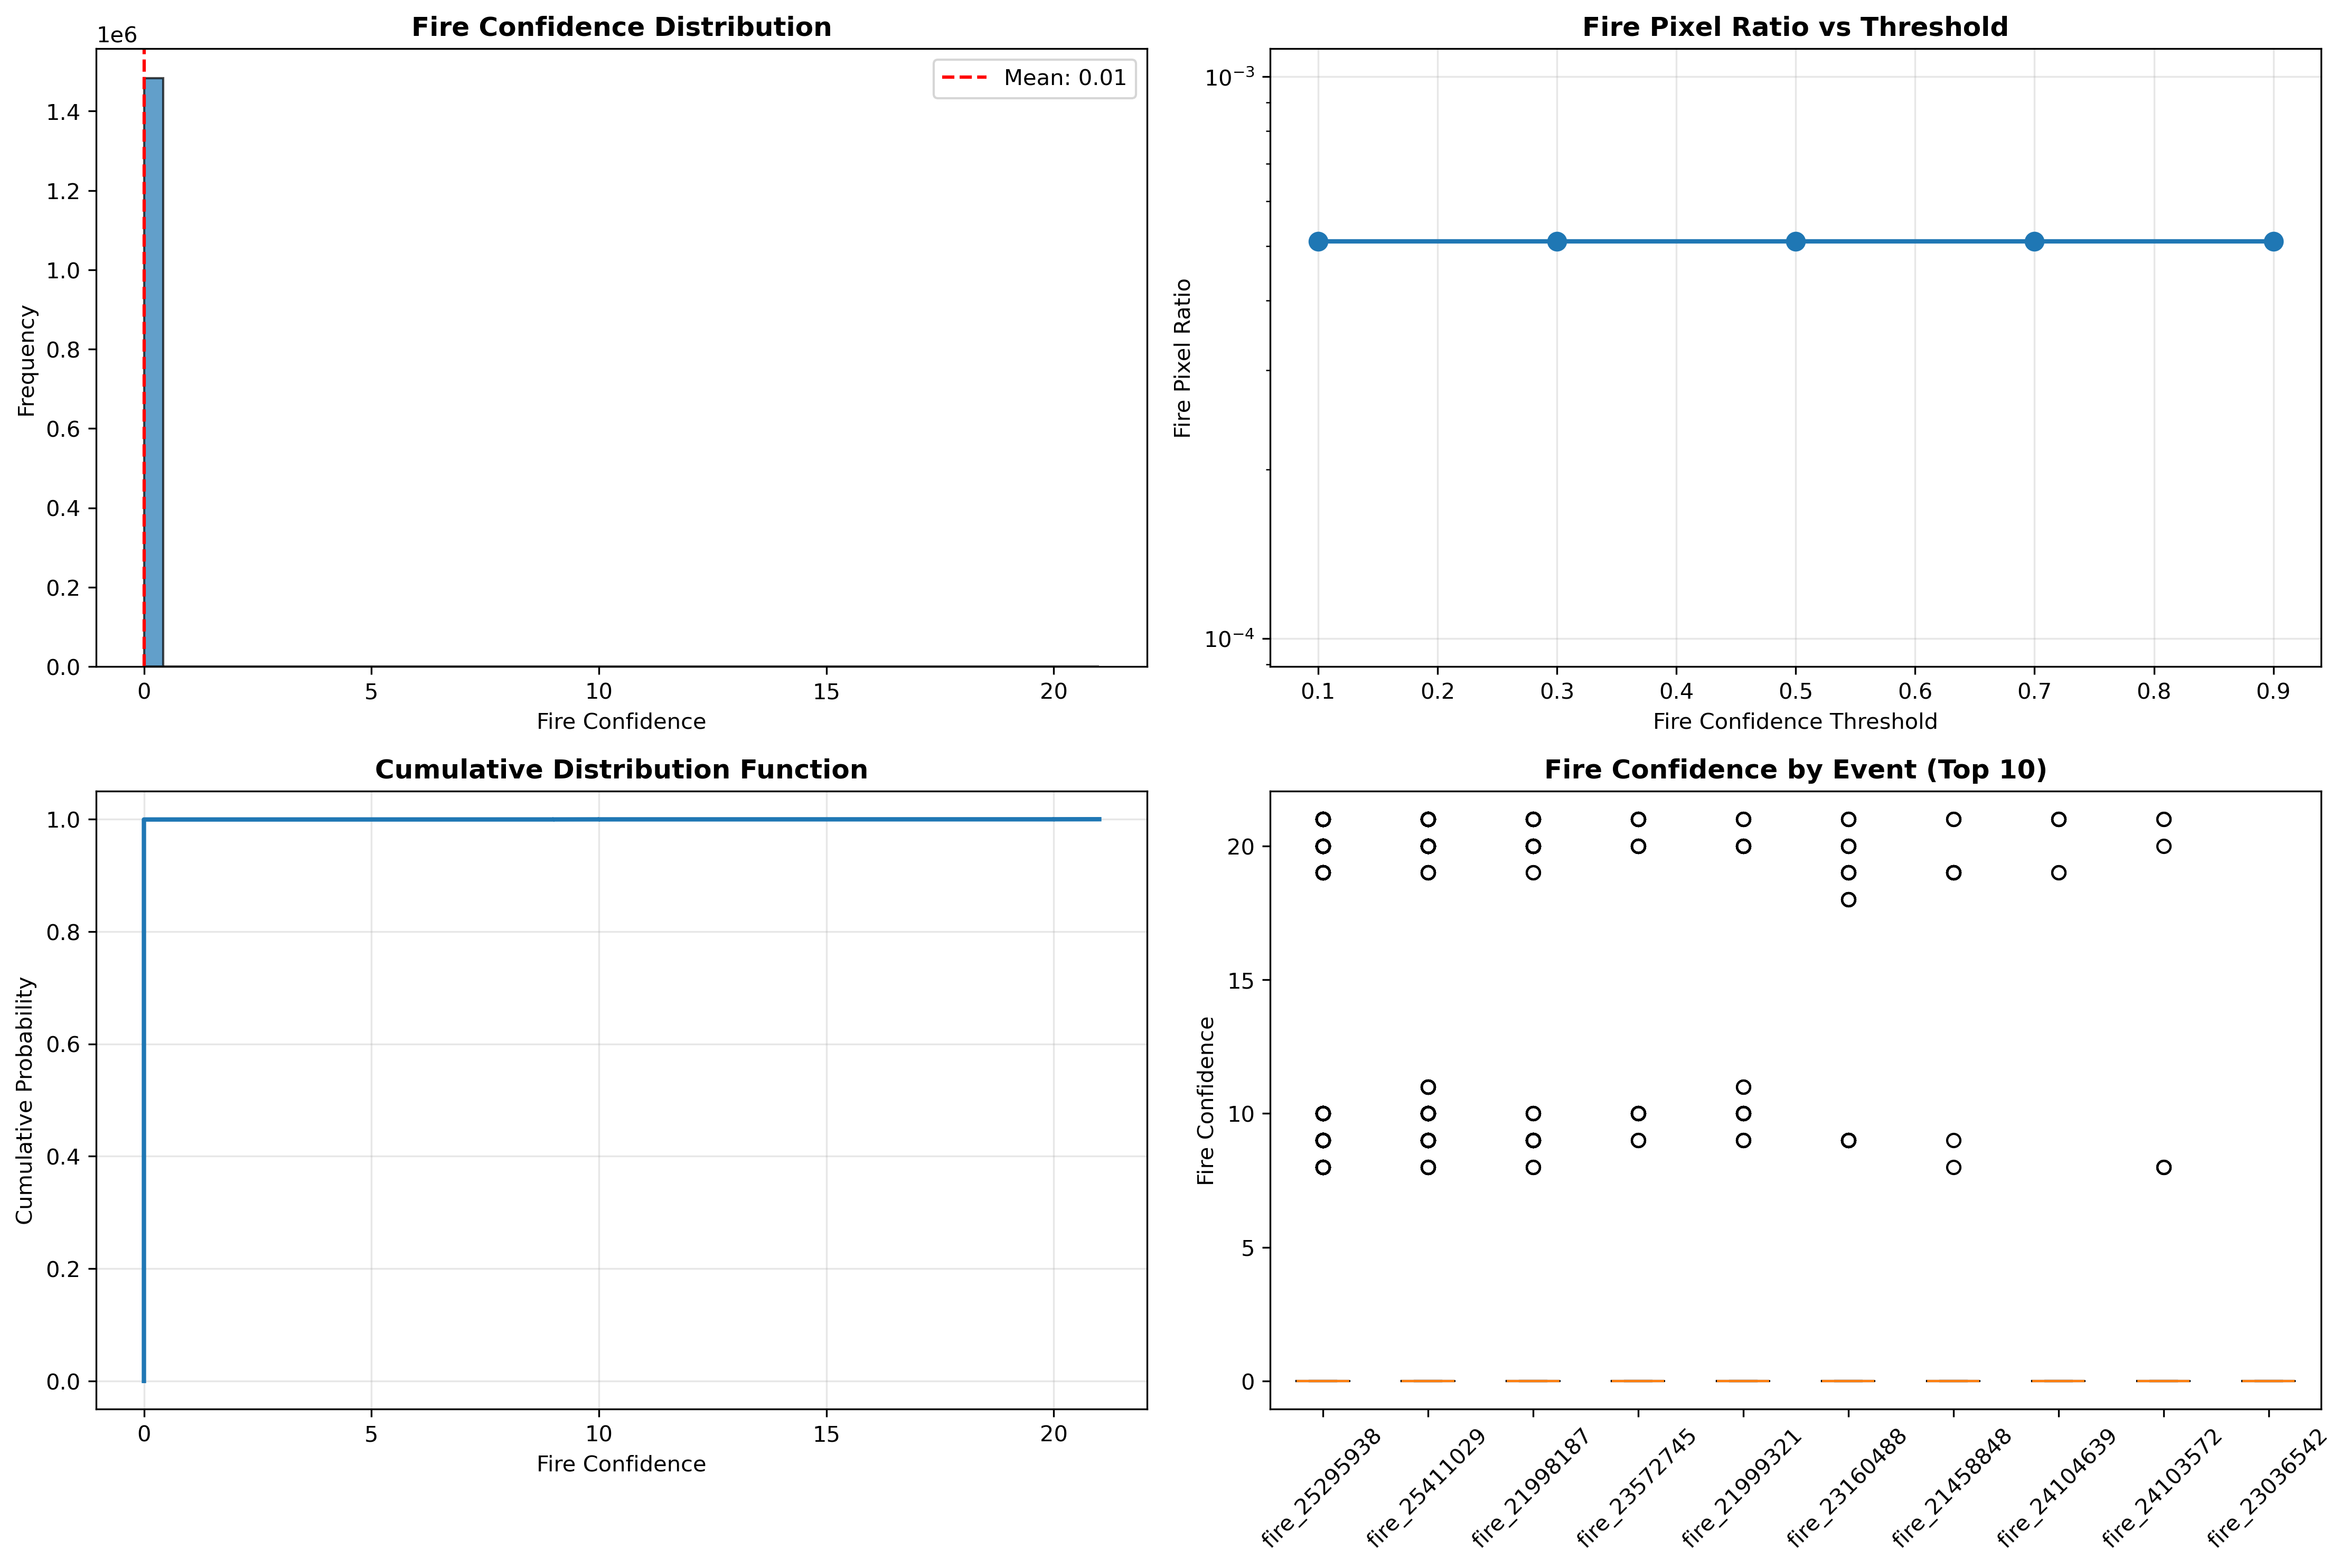 Fire Confidence Distribution
1e6
Mean: 0.01
1.4
1.2
1.0
0.8
0.6
0.4
0.2
0.0
Frequency
0 5 10 15 20
Fire Confidence
Fire Pixel Ratio vs Threshold
10⁻³
10⁻⁴
Fire Pixel Ratio
0.1 0.2 0.3 0.4 0.5 0.6 0.7 0.8 0.9
Fire Confidence Threshold
Cumulative Distribution Function
1.0
0.8
0.6
0.4
0.2
0.0
Cumulative Probability
0 5 10 15 20
Fire Confidence
Fire Confidence by Event (Top 10)
20
15
10
5
0
Fire Confidence
fire_25295938
fire_25411029
fire_21998187
fire_23572745
fire_21999321
fire_23160488
fire_21458848
fire_24104639
fire_24103572
fire_23036542